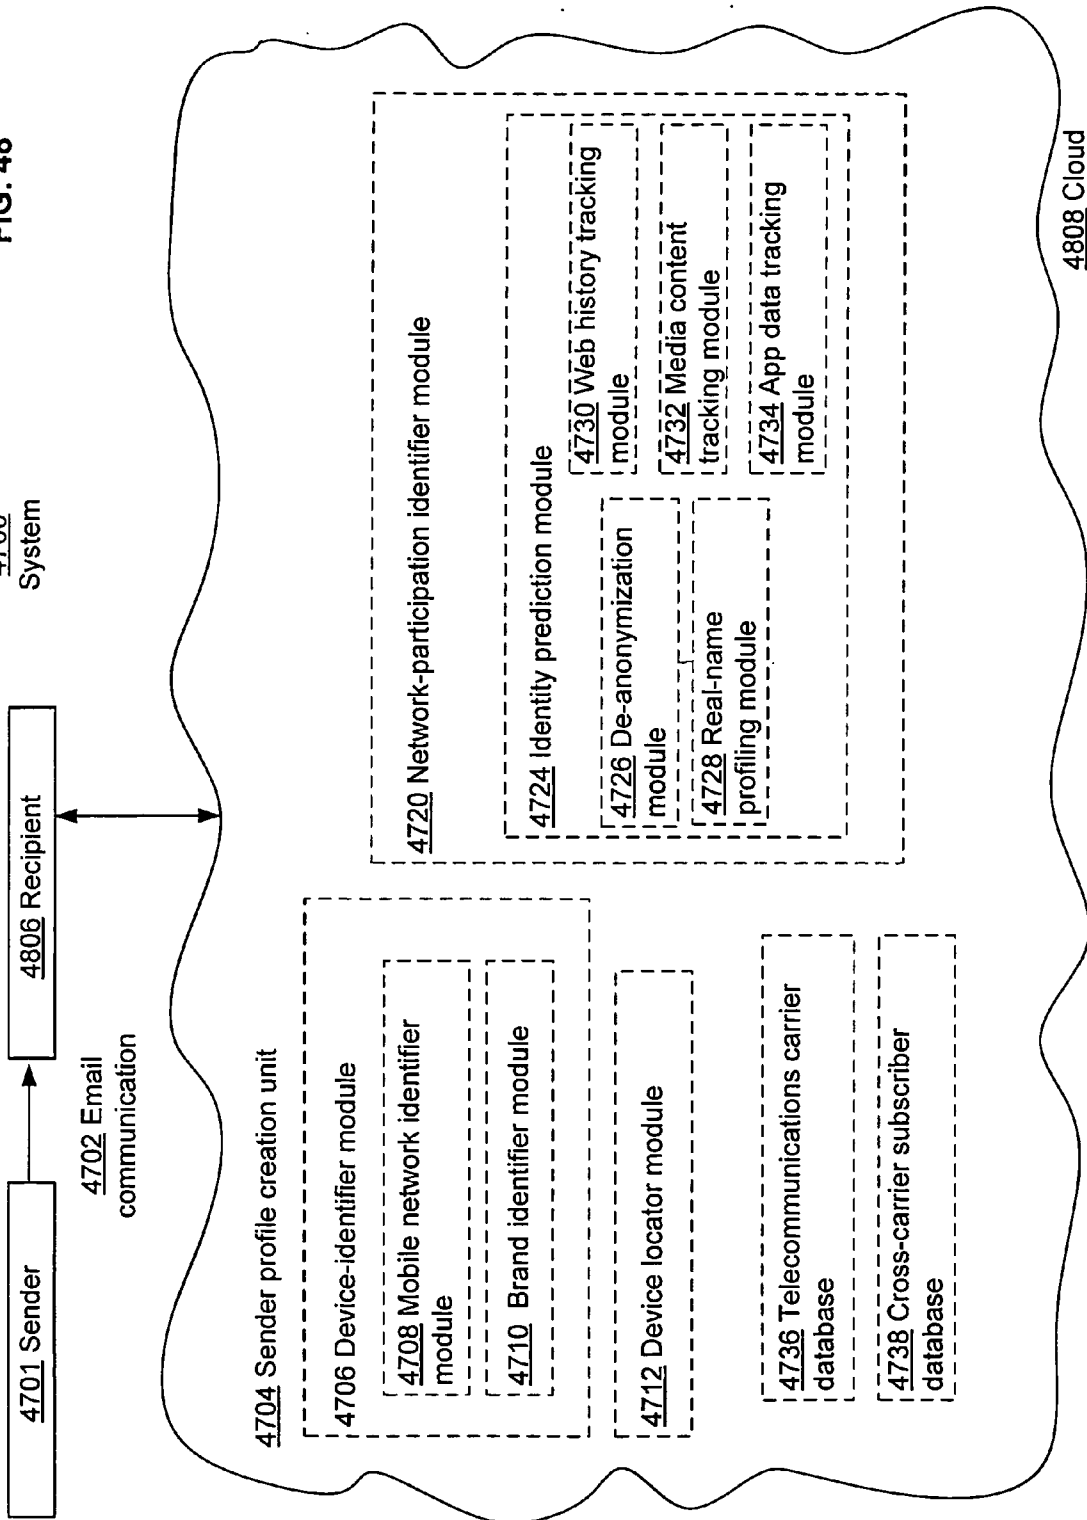 FIG. 48
System
4701 Sender
4806 Recipient
4702 Email
communication
4704 Sender profile creation unit
4706 Device-identifier module
4708 Mobile network identifier
module
4710 Brand identifier module
4712 Device locator module
4736 Telecommunications carrier
database
4738 Cross-carrier subscriber
database
4720 Network-participation identifier module
4724 Identity prediction module
4726 De-anonymization
module
4728 Real-name
profiling module
4730 Web history tracking
module
4732 Media content
tracking module
4734 App data tracking
module
4808 Cloud